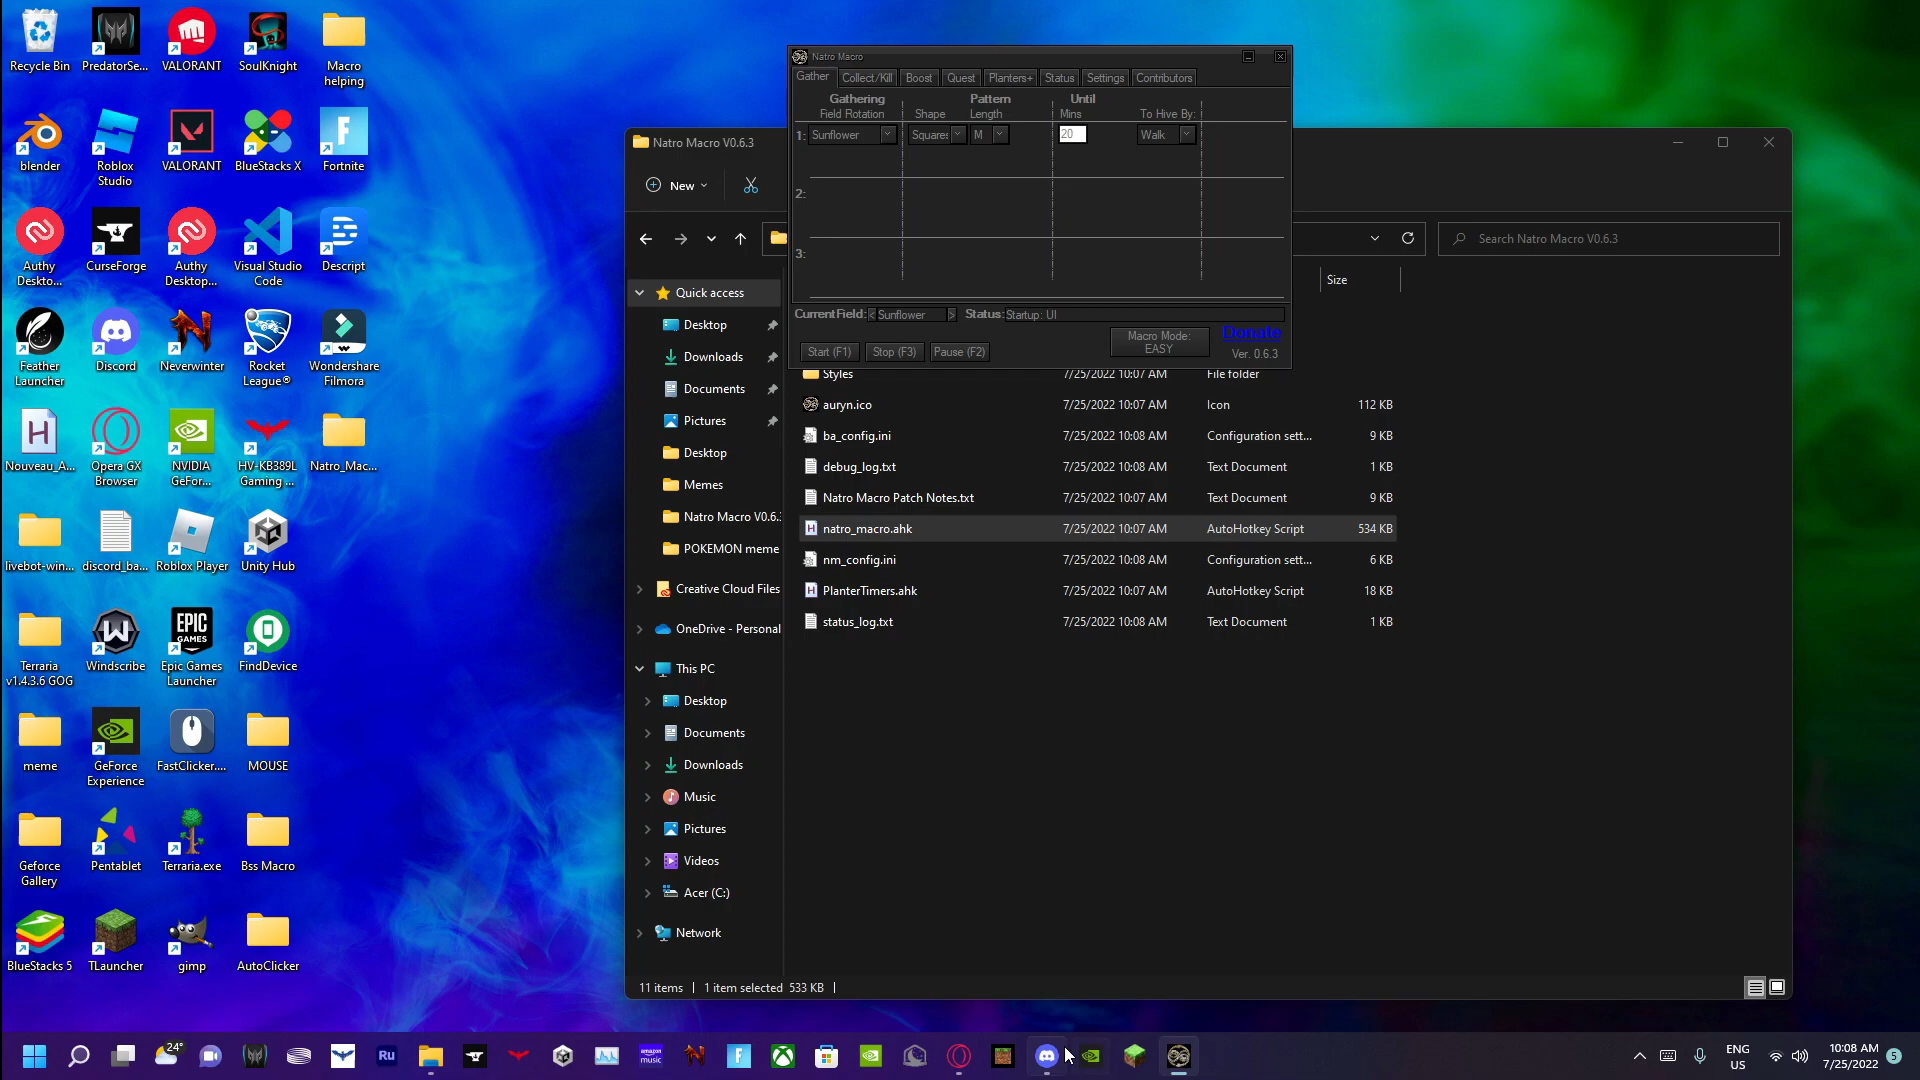 Recycle Bin
PredatorSe...
VALORANT
SoulKnight
Macro
helping
blender
Roblox
Studio
VALORANT
BlueStacks X
Fortnite
Authy
Deskto...
CurseForge
Authy
Desktop...
Visual Studio
Code
Descript
Feather
Launcher
Discord
Neverwinter
Rocket
League®
Wondershare
Filmora
Nouveau_A...
Opera GX
Browser
NVIDIA
GeFor...
HV-KB389L
Gaming ...
Natro_Mac...
livebot-win...
discord_ba...
Roblox Player
Unity Hub
Terraria
v1.4.3.6 GOG
Windscribe
EPIC
GAMES
Epic Games
Launcher
FindDevice
meme
GeForce
Experience
FastClicker....
MOUSE
Geforce
Gallery
Pentablet
Terraria.exe
Bss Macro
BlueStacks 5
TLauncher
gimp
AutoClicker
Natro Macro
Gather
Collect/Kill
Boost
Quest
Planters+
Status
Settings
Contributors
Gathering
Pattern
Until
Field Rotation
Shape
Length
Mins
To Hive By:
1:
Sunflower
Squares
M
20
Walk
2:
3:
CurrentField:
<
Sunflower
>
Status:
Startup: UI
Start (F1)
Stop (F3)
Pause (F2)
Macro Mode:
EASY
Donate
Ver. 0.6.3
Natro Macro V0.6.3
New
Search Natro Macro V0.6.3
Size
Quick access
Desktop
Downloads
Documents
Pictures
Desktop
Memes
Natro Macro V0.6.3
POKEMON meme
Creative Cloud Files
OneDrive - Personal
This PC
Desktop
Documents
Downloads
Music
Pictures
Videos
Acer (C:)
Network
Styles 7/25/2022 10:07 AM File folder
auryn.ico 7/25/2022 10:07 AM Icon 112 KB
ba_config.ini 7/25/2022 10:08 AM Configuration sett... 9 KB
debug_log.txt 7/25/2022 10:08 AM Text Document 1 KB
Natro Macro Patch Notes.txt 7/25/2022 10:07 AM Text Document 9 KB
natro_macro.ahk 7/25/2022 10:07 AM AutoHotkey Script 534 KB
nm_config.ini 7/25/2022 10:08 AM Configuration sett... 6 KB
PlanterTimers.ahk 7/25/2022 10:07 AM AutoHotkey Script 18 KB
status_log.txt 7/25/2022 10:08 AM Text Document 1 KB
11 items
1 item selected 533 KB
24°
Ru
amazon
music
ENG
US
10:08 AM
7/25/2022
5